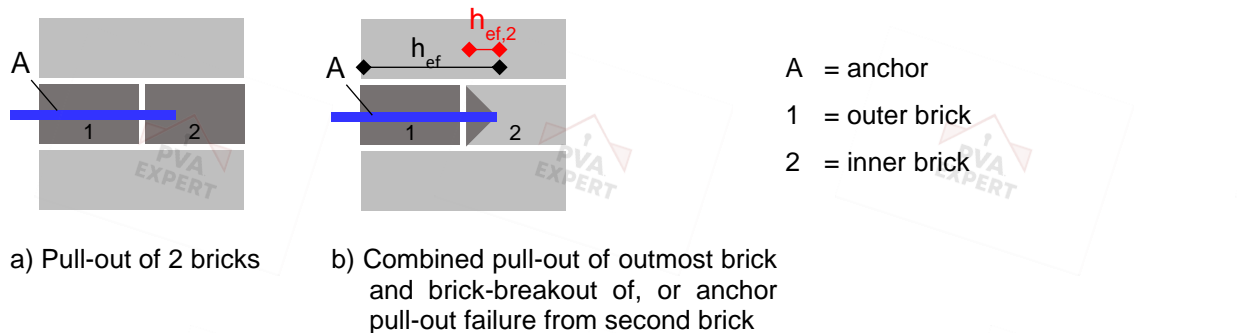 A
1
2
PVA
EXPERT
a) Pull-out of 2 bricks
h ef,2
h ef
A
1
2
PVA
EXPERT
b) Combined pull-out of outmost brick
and brick-breakout of, or anchor
pull-out failure from second brick
A = anchor
1 = outer brick
2 = inner brick
PVA
EXPERT